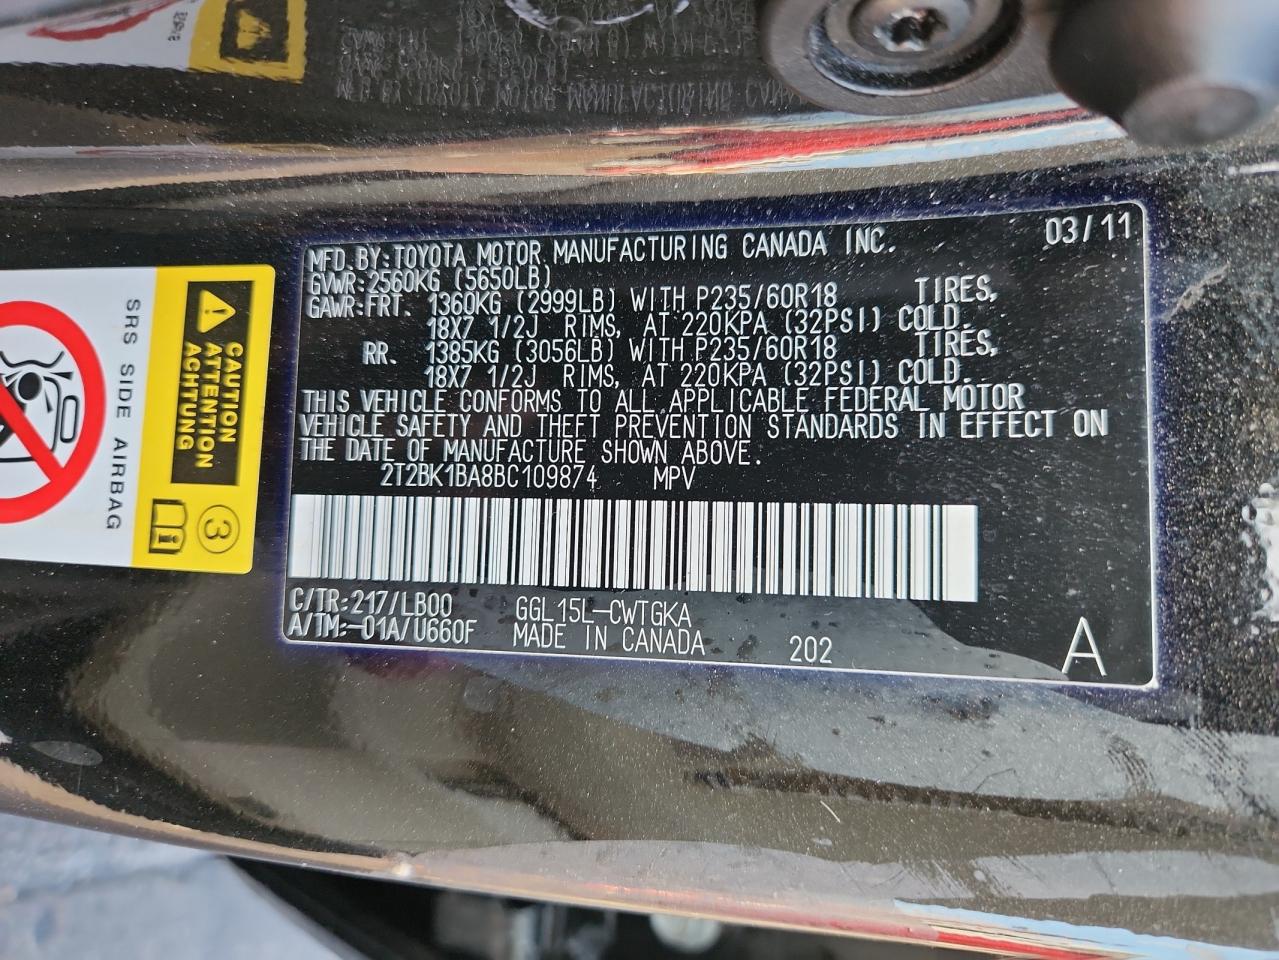 03/11
MFD. BY: TOYOTA MOTOR MANUFACTURING CANADA INC.
GVWR: 2560KG (5650LB)
GAWR: FRT. 1360KG (2999LB) WITH P235/60R18 TIRES,
18X7 1/2J RIMS, AT 220KPA (32PSI) COLD.
RR. 1385KG (3056LB) WITH P235/60R18 TIRES,
18X7 1/2J RIMS, AT 220KPA (32PSI) COLD.
THIS VEHICLE CONFORMS TO ALL APPLICABLE FEDERAL MOTOR
VEHICLE SAFETY AND THEFT PREVENTION STANDARDS IN EFFECT ON
THE DATE OF MANUFACTURE SHOWN ABOVE.
2T2BK1BA8BC109874 MPV
C/TR: 217/LB00 GGL15L-CWTGKA
A/TM: -01A/U660F MADE IN CANADA 202 A
CAUTION
ATTENTION
ACHTUNG
SRS SIDE AIRBAG
3